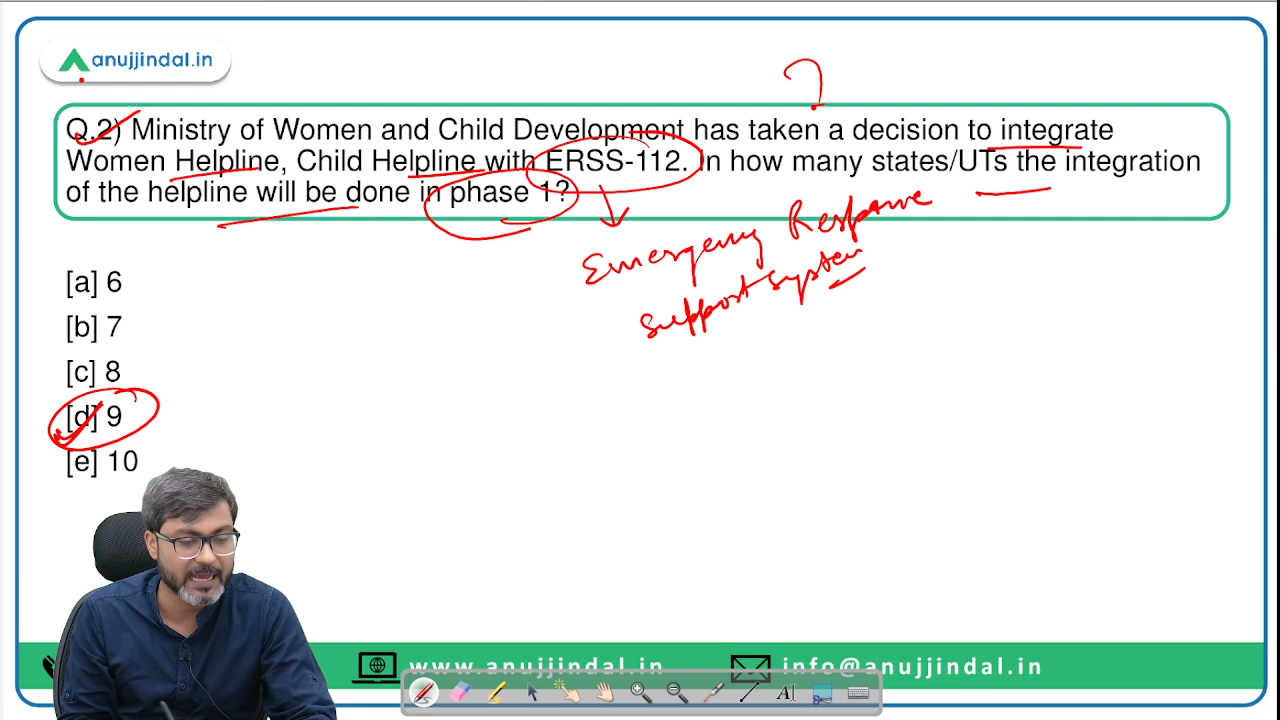 anujjindal.in
?
Q.2) Ministry of Women and Child Development has taken a decision to integrate
Women Helpline, Child Helpline with ERSS-112. In how many states/UTs the integration
of the helpline will be done in phase 1?
Emergency Response
Support System
[a] 6
[b] 7
[c] 8
[d] 9
[e] 10
www.anujjindal.in
info@anujjindal.in
A